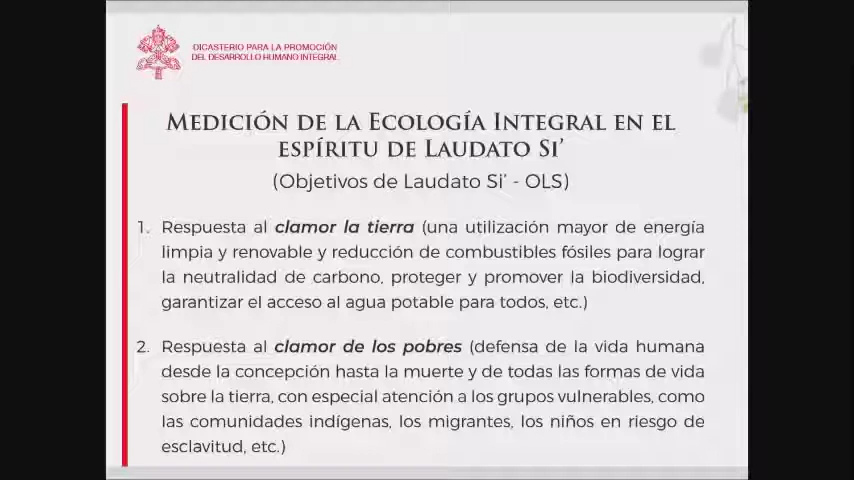 DICASTERIO PARA LA PROMOCIÓN
DEL DESARROLLO HUMANO INTEGRAL
Medición de la Ecología Integral en el
espíritu de Laudato Si'
(Objetivos de Laudato Si' - OLS)
1. Respuesta al clamor la tierra (una utilización mayor de energía
limpia y renovable y reducción de combustibles fósiles para lograr
la neutralidad de carbono, proteger y promover la biodiversidad,
garantizar el acceso al agua potable para todos, etc.)
2. Respuesta al clamor de los pobres (defensa de la vida humana
desde la concepción hasta la muerte y de todas las formas de vida
sobre la tierra, con especial atención a los grupos vulnerables, como
las comunidades indígenas, los migrantes, los niños en riesgo de
esclavitud, etc.)